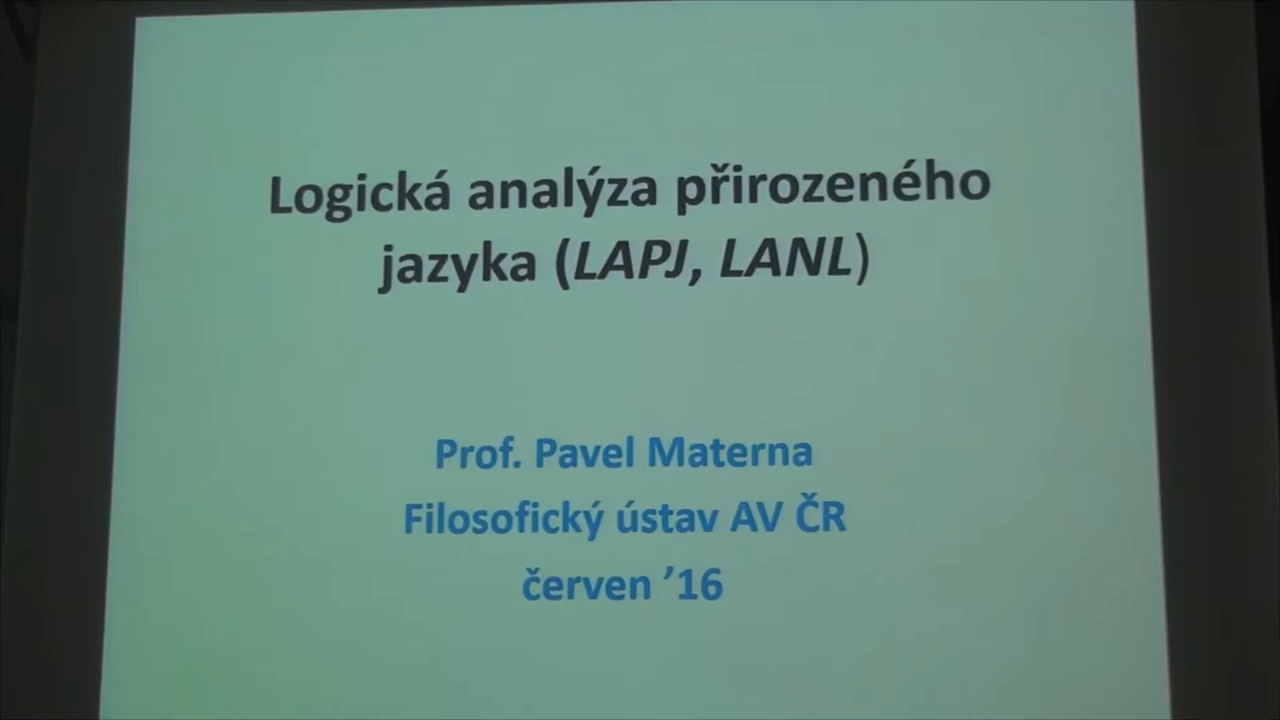 Logická analýza přirozeného
jazyka (LAPJ, LANL)
Prof. Pavel Materna
Filosofický ústav AV ČR
červen ’16